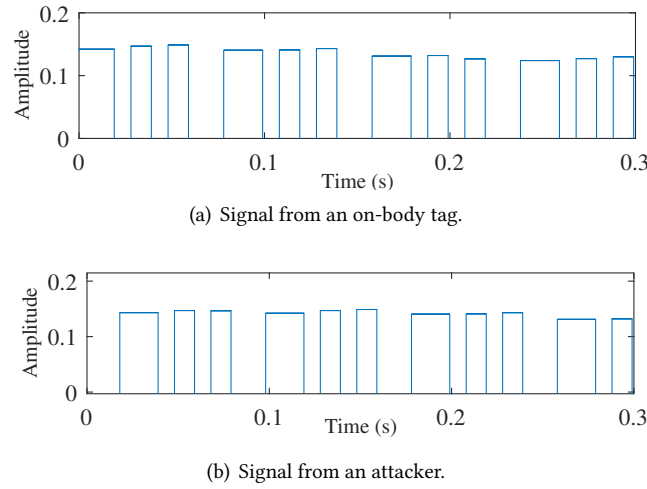 0.2
0.1
0
Amplitude
0 0.1 0.2 0.3
Time (s)
(a) Signal from an on-body tag.
0.2
0.1
0
Amplitude
0 0.1 0.2 0.3
Time (s)
(b) Signal from an attacker.